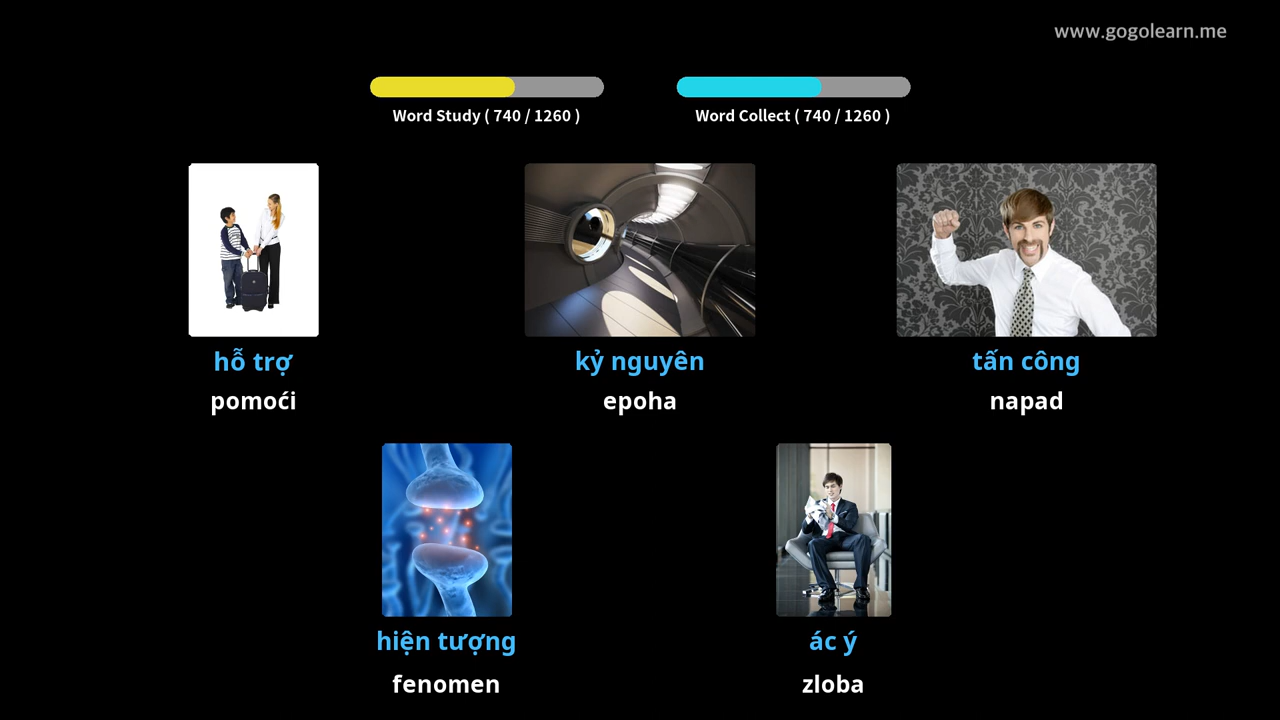 www.gogolearn.me
Word Study ( 740 / 1260 )
Word Collect ( 740 / 1260 )
hỗ trợ
pomoći
kỷ nguyên
epoha
tấn công
napad
hiện tượng
fenomen
ác ý
zloba